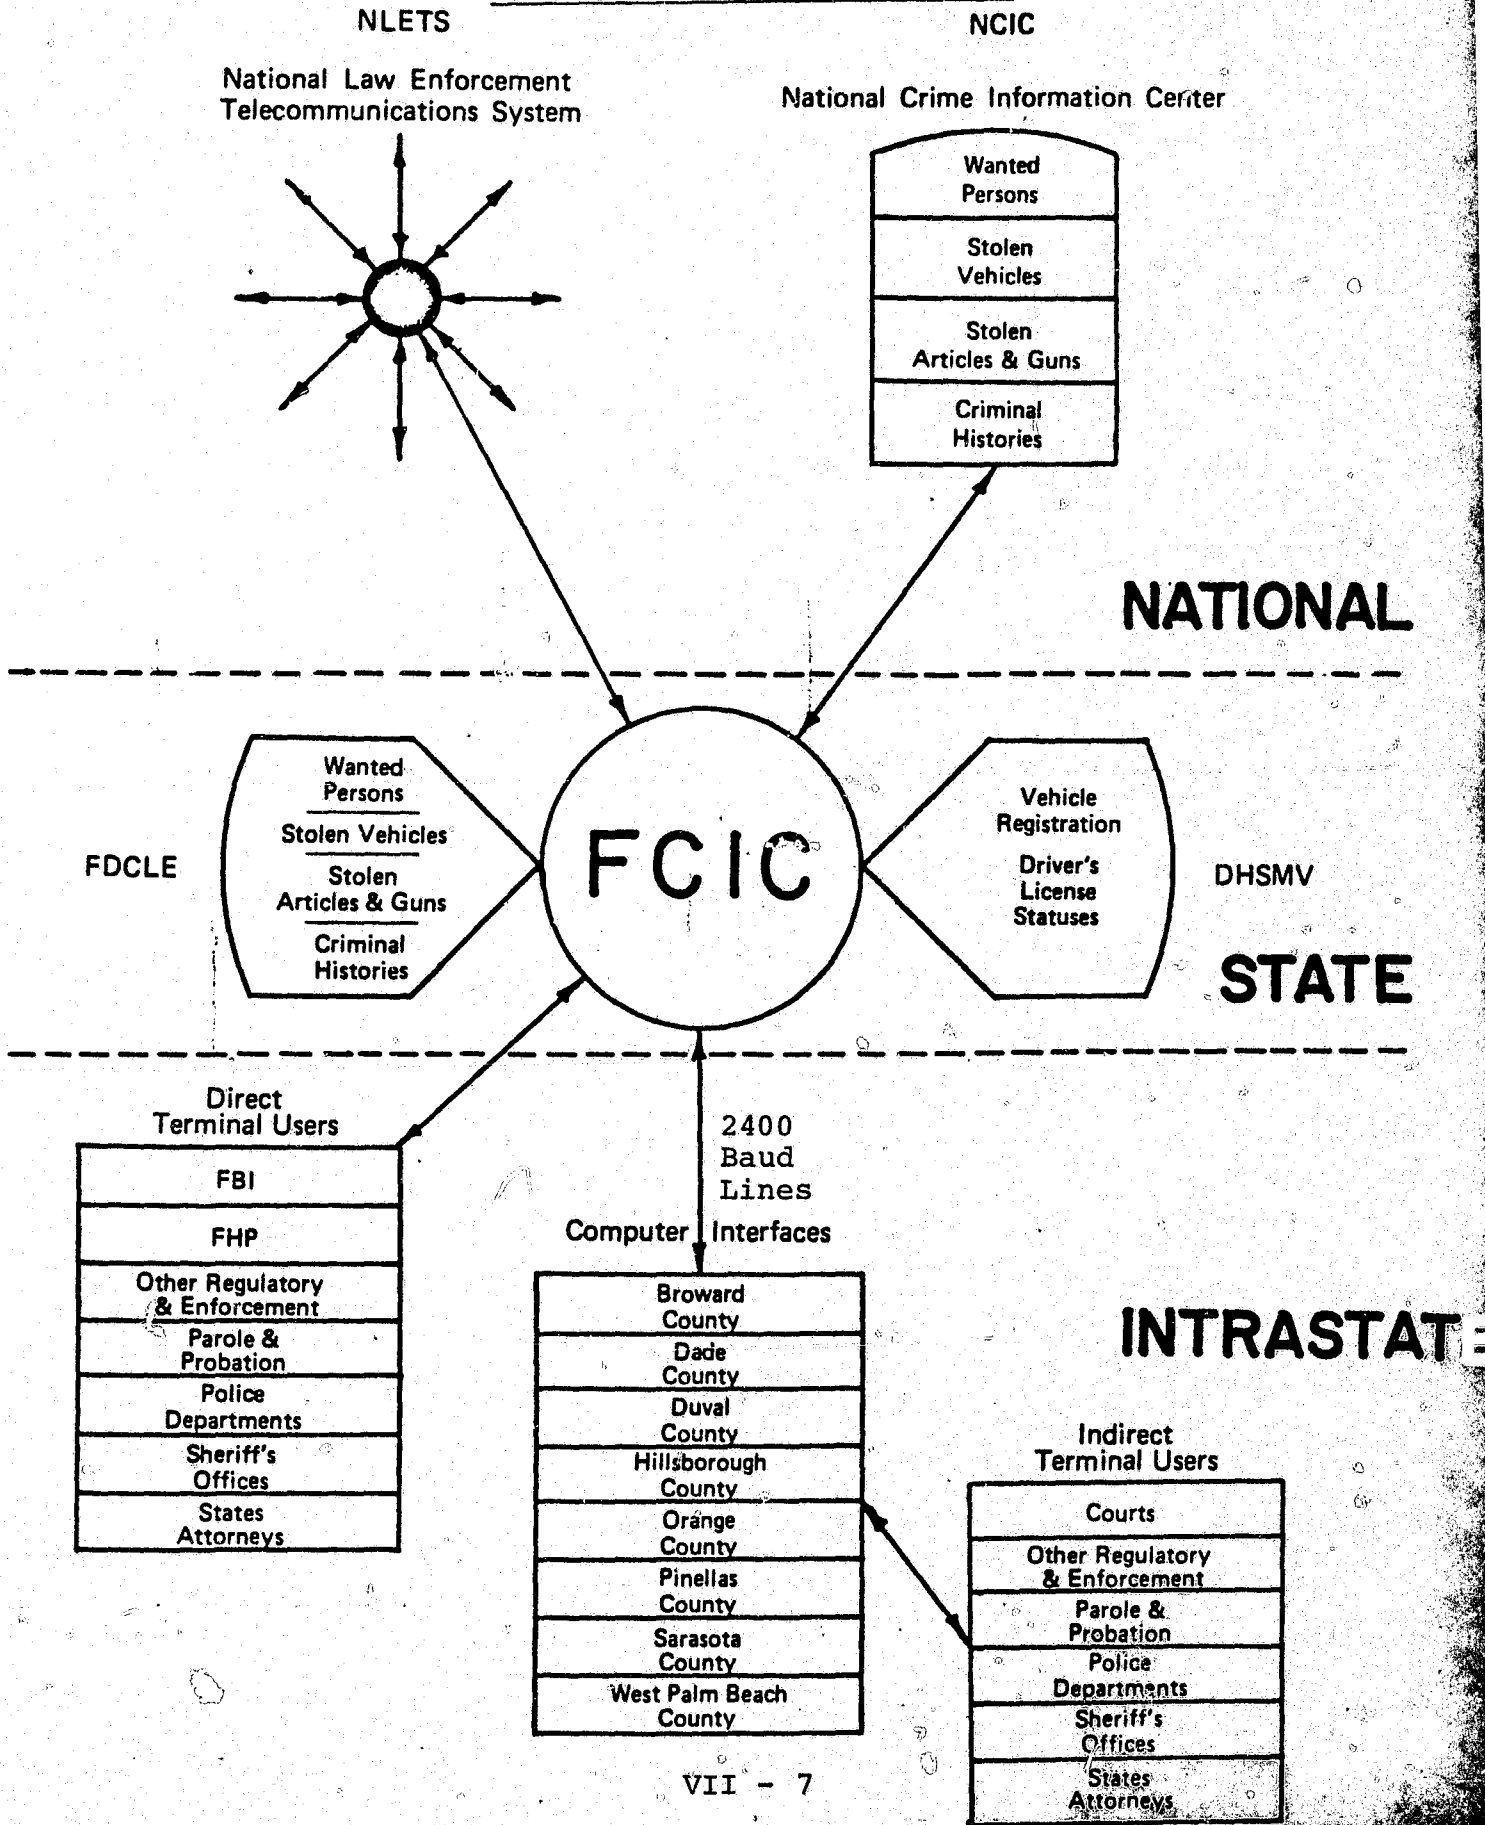 NLETS
National Law Enforcement
Telecommunications System
NCIC
National Crime Information Center
Wanted
Persons
Stolen
Vehicles
Stolen
Articles & Guns
Criminal
Histories
NATIONAL
FDCLE
Wanted
Persons
Stolen Vehicles
Stolen
Articles & Guns
Criminal
Histories
FCIC
Vehicle
Registration
Driver's
License
Statuses
DHSMV
STATE
Direct
Terminal Users
FBI
FHP
Other Regulatory
& Enforcement
Parole &
Probation
Police
Departments
Sheriff's
Offices
States
Attorneys
2400
Baud
Lines
Computer Interfaces
Broward
County
Dade
County
Duval
County
Hillsborough
County
Orange
County
Pinellas
County
Sarasota
County
West Palm Beach
County
INTRASTATE
Indirect
Terminal Users
Courts
Other Regulatory
& Enforcement
Parole &
Probation
Police
Departments
Sheriff's
Offices
States
Attorneys
VII - 7